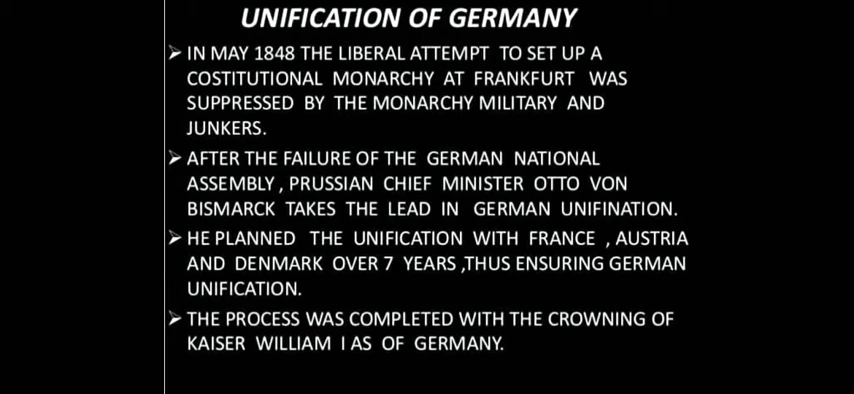 UNIFICATION OF GERMANY
➢ IN MAY 1848 THE LIBERAL ATTEMPT TO SET UP A
COSTITUTIONAL MONARCHY AT FRANKFURT WAS
SUPPRESSED BY THE MONARCHY MILITARY AND
JUNKERS.
➢ AFTER THE FAILURE OF THE GERMAN NATIONAL
ASSEMBLY , PRUSSIAN CHIEF MINISTER OTTO VON
BISMARCK TAKES THE LEAD IN GERMAN UNIFINATION.
➢ HE PLANNED THE UNIFICATION WITH FRANCE , AUSTRIA
AND DENMARK OVER 7 YEARS ,THUS ENSURING GERMAN
UNIFICATION.
➢ THE PROCESS WAS COMPLETED WITH THE CROWNING OF
KAISER WILLIAM I AS OF GERMANY.